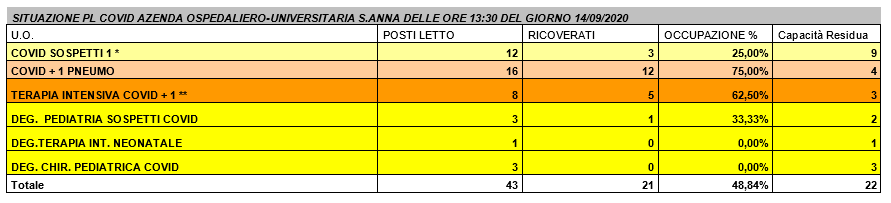 SITUAZIONE PL COVID AZENDA OSPEDALIERO-UNIVERSITARIA S.ANNA DELLE ORE 13:30 DEL GIORNO 14/09/2020
U.O. POSTI LETTO RICOVERATI OCCUPAZIONE % Capacità Residua
COVID SOSPETTI 1 * 12 3 25,00% 9
COVID + 1 PNEUMO 16 12 75,00% 4
TERAPIA INTENSIVA COVID + 1 ** 8 5 62,50% 3
DEG. PEDIATRIA SOSPETTI COVID 3 1 33,33% 2
DEG.TERAPIA INT. NEONATALE 1 0 0,00% 1
DEG. CHIR. PEDIATRICA COVID 3 0 0,00% 3
Totale 43 21 48,84% 22